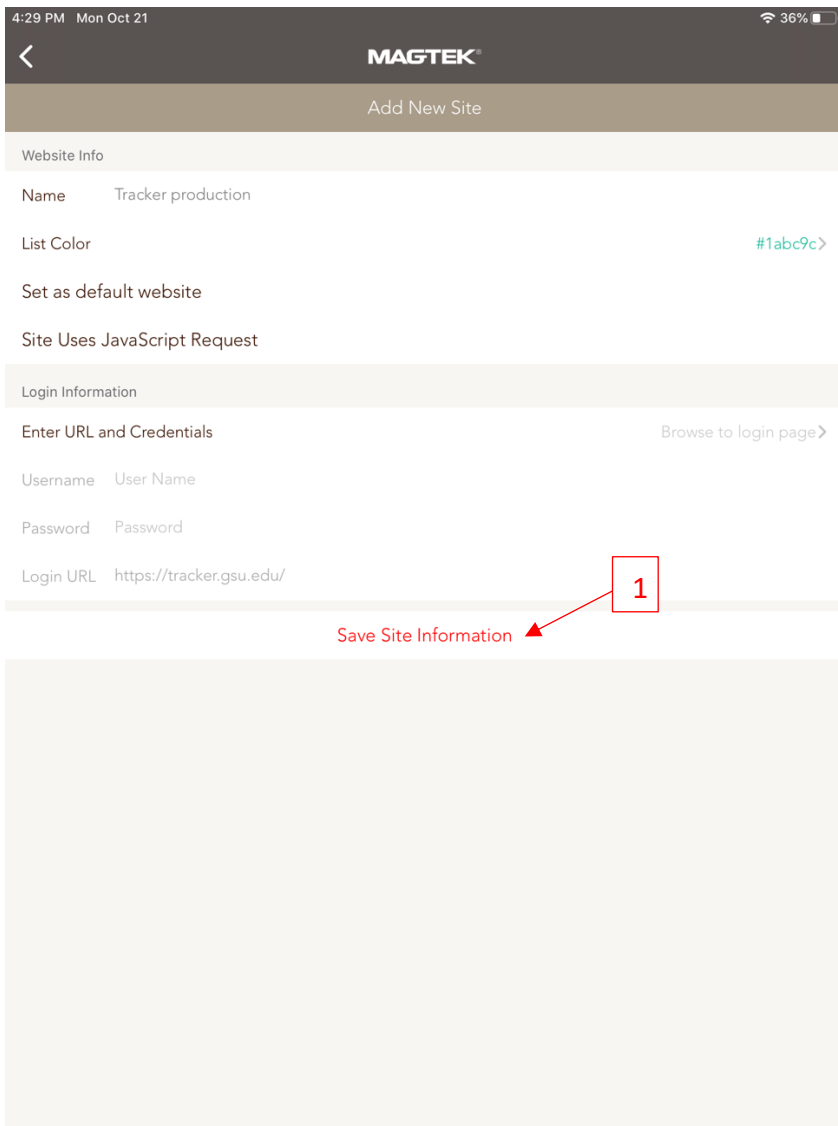 4:29 PM Mon Oct 21 36%
MAGTEK®
Add New Site
Website Info
Name Tracker production
List Color #1abc9c
Set as default website
Site Uses JavaScript Request
Login Information
Enter URL and Credentials Browse to login page
Username User Name
Password Password
Login URL https://tracker.gsu.edu/
1
Save Site Information